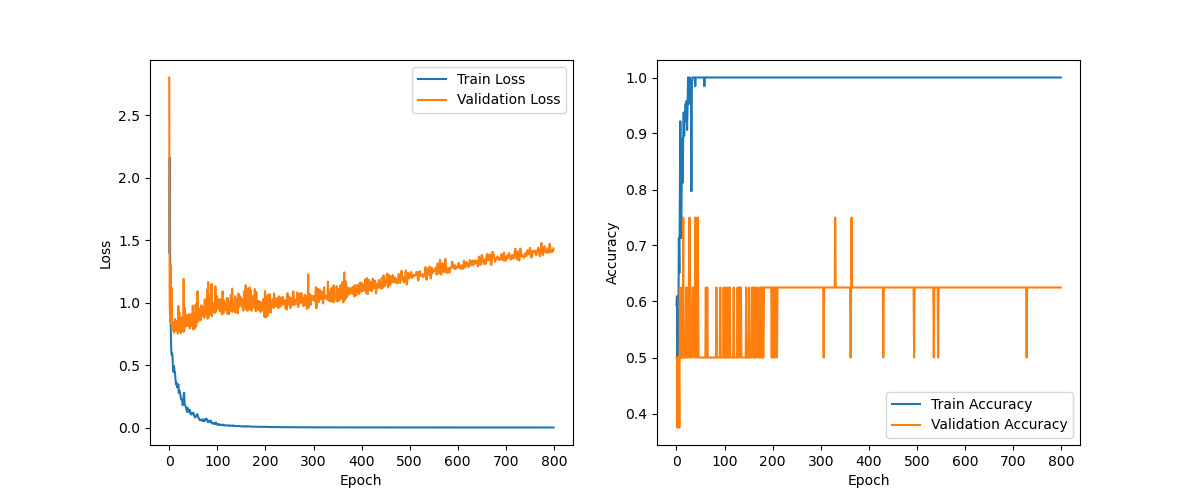 Train Loss
Validation Loss
2.5
2.0
1.5
1.0
0.5
0.0
Loss
0 100 200 300 400 500 600 700 800
Epoch
1.0
0.9
0.8
0.7
0.6
0.5
0.4
Accuracy
Train Accuracy
Validation Accuracy
0 100 200 300 400 500 600 700 800
Epoch